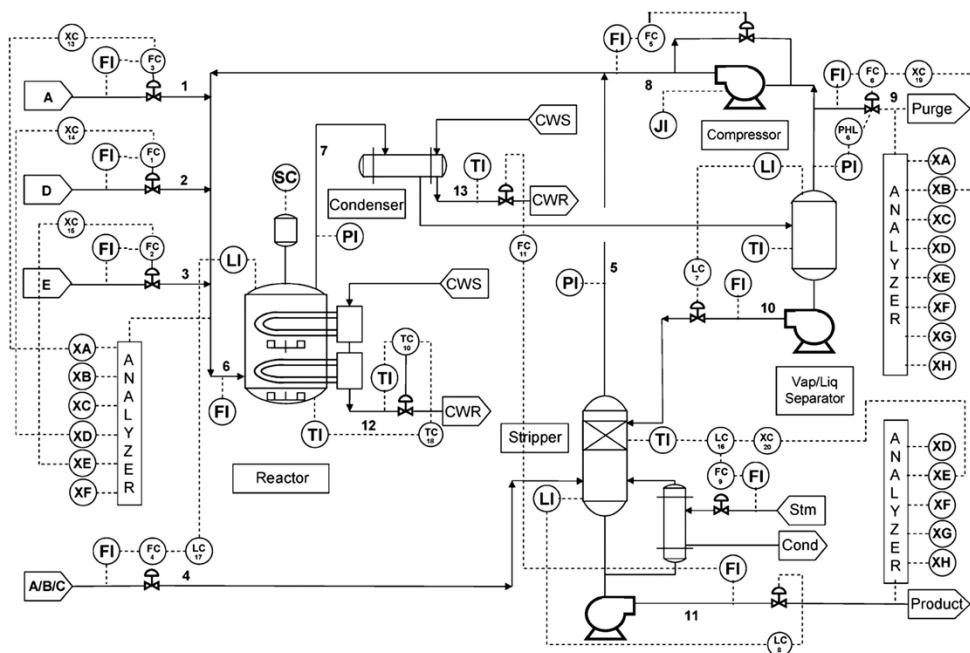 XC 13
FI
FC 3
A
1
XC 14
FI
FC 1
D
2
XC 15
FI
FC 2
E
3
LI
SC
7
PI
CWS
Condenser
TI
13
CWR
FC 11
FI
FC 5
8
JI
Compressor
FI
FC 6
XC 19
9
Purge
PHL 6
PI
LI
TI
LC 7
FI
10
Vap/Liq
Separator
5
PI
ANALYZER
XA
XB
XC
XD
XE
XF
XG
XH
CWS
TC 10
TI
CWR
12
TC 18
TI
6
FI
Reactor
ANALYZER
XA
XB
XC
XD
XE
XF
Stripper
TI
LC 16
XC 20
FC 9
FI
Stm
Cond
LI
ANALYZER
XD
XE
XF
XG
XH
FI
FC 4
LC 17
A/B/C
4
FI
11
LC 8
Product